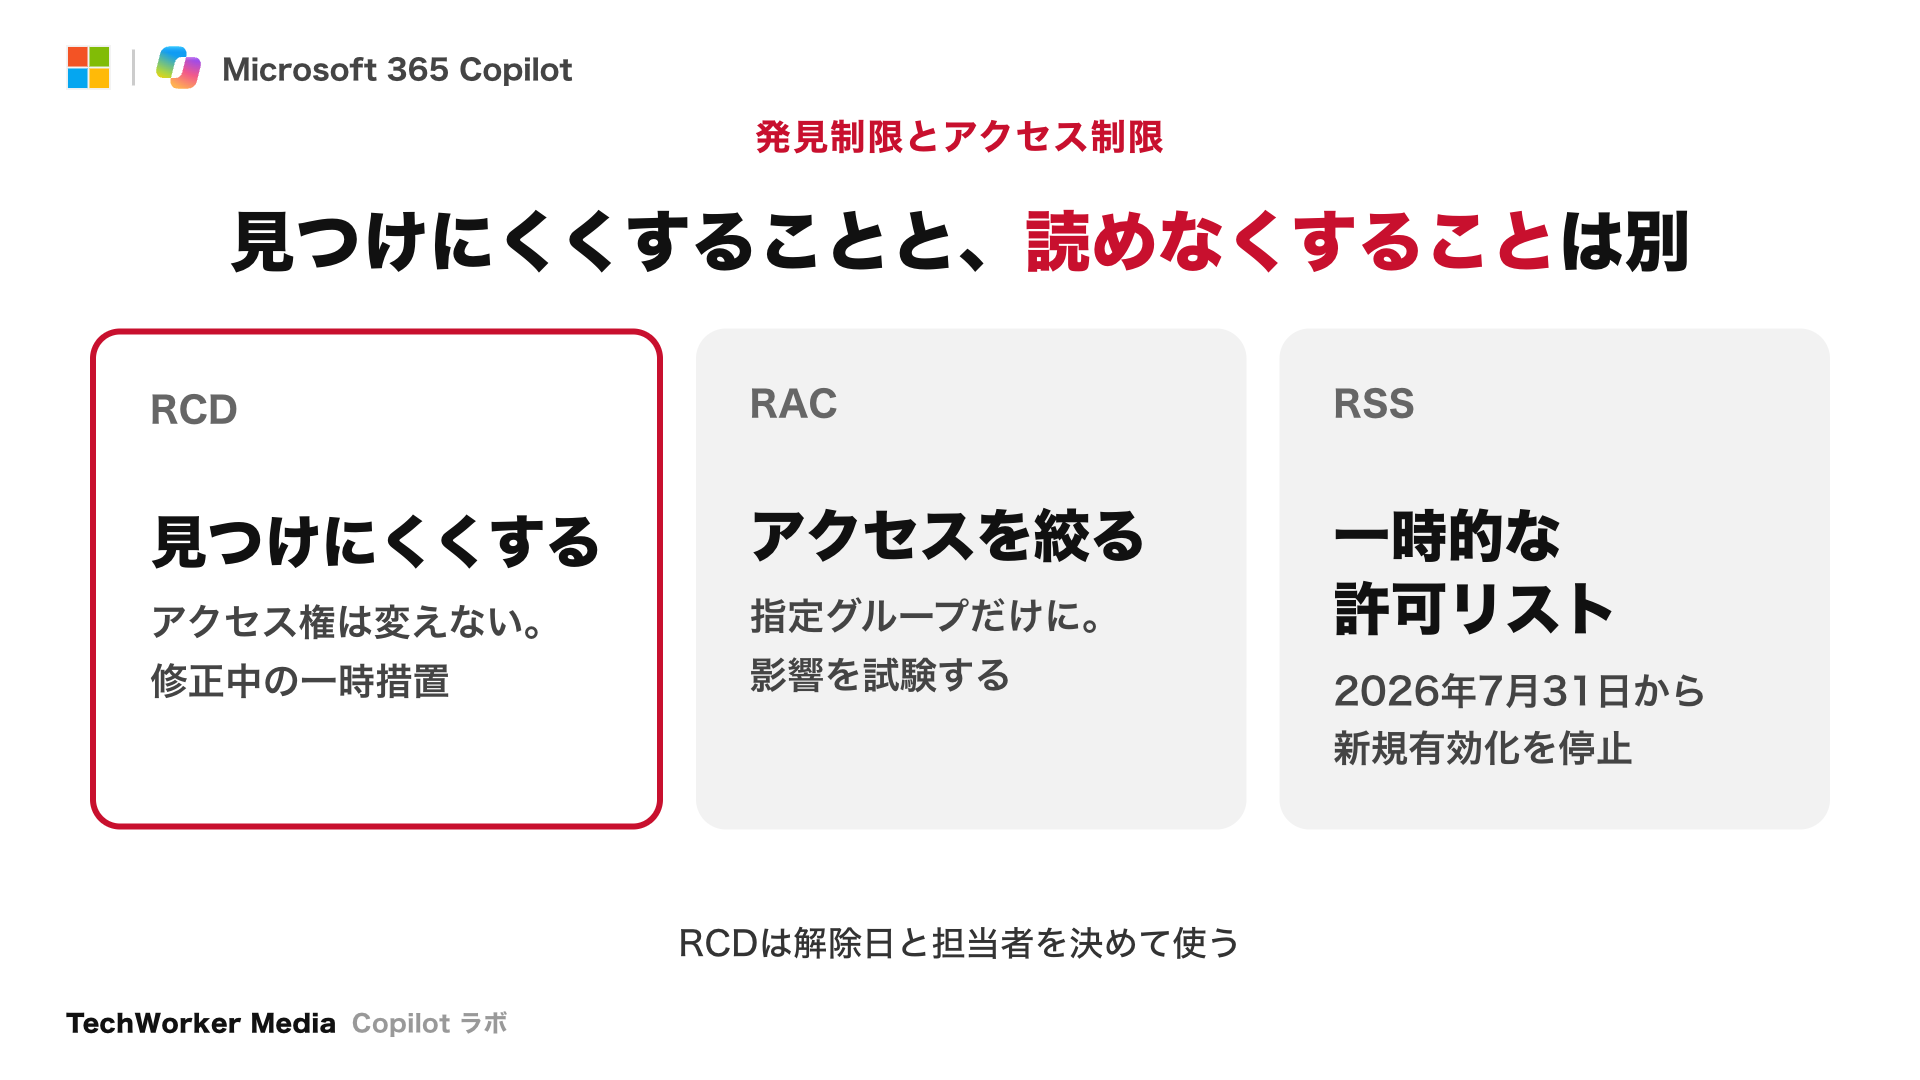 Microsoft 365 Copilot
発見制限とアクセス制限
見つけにくくすることと、読めなくすることは別
RCD
見つけにくくする
アクセス権は変えない。
修正中の一時措置
RAC
アクセスを絞る
指定グループだけに。
影響を試験する
RSS
一時的な
許可リスト
2026年7月31日から
新規有効化を停止
RCDは解除日と担当者を決めて使う
TechWorker Media Copilot ラボ